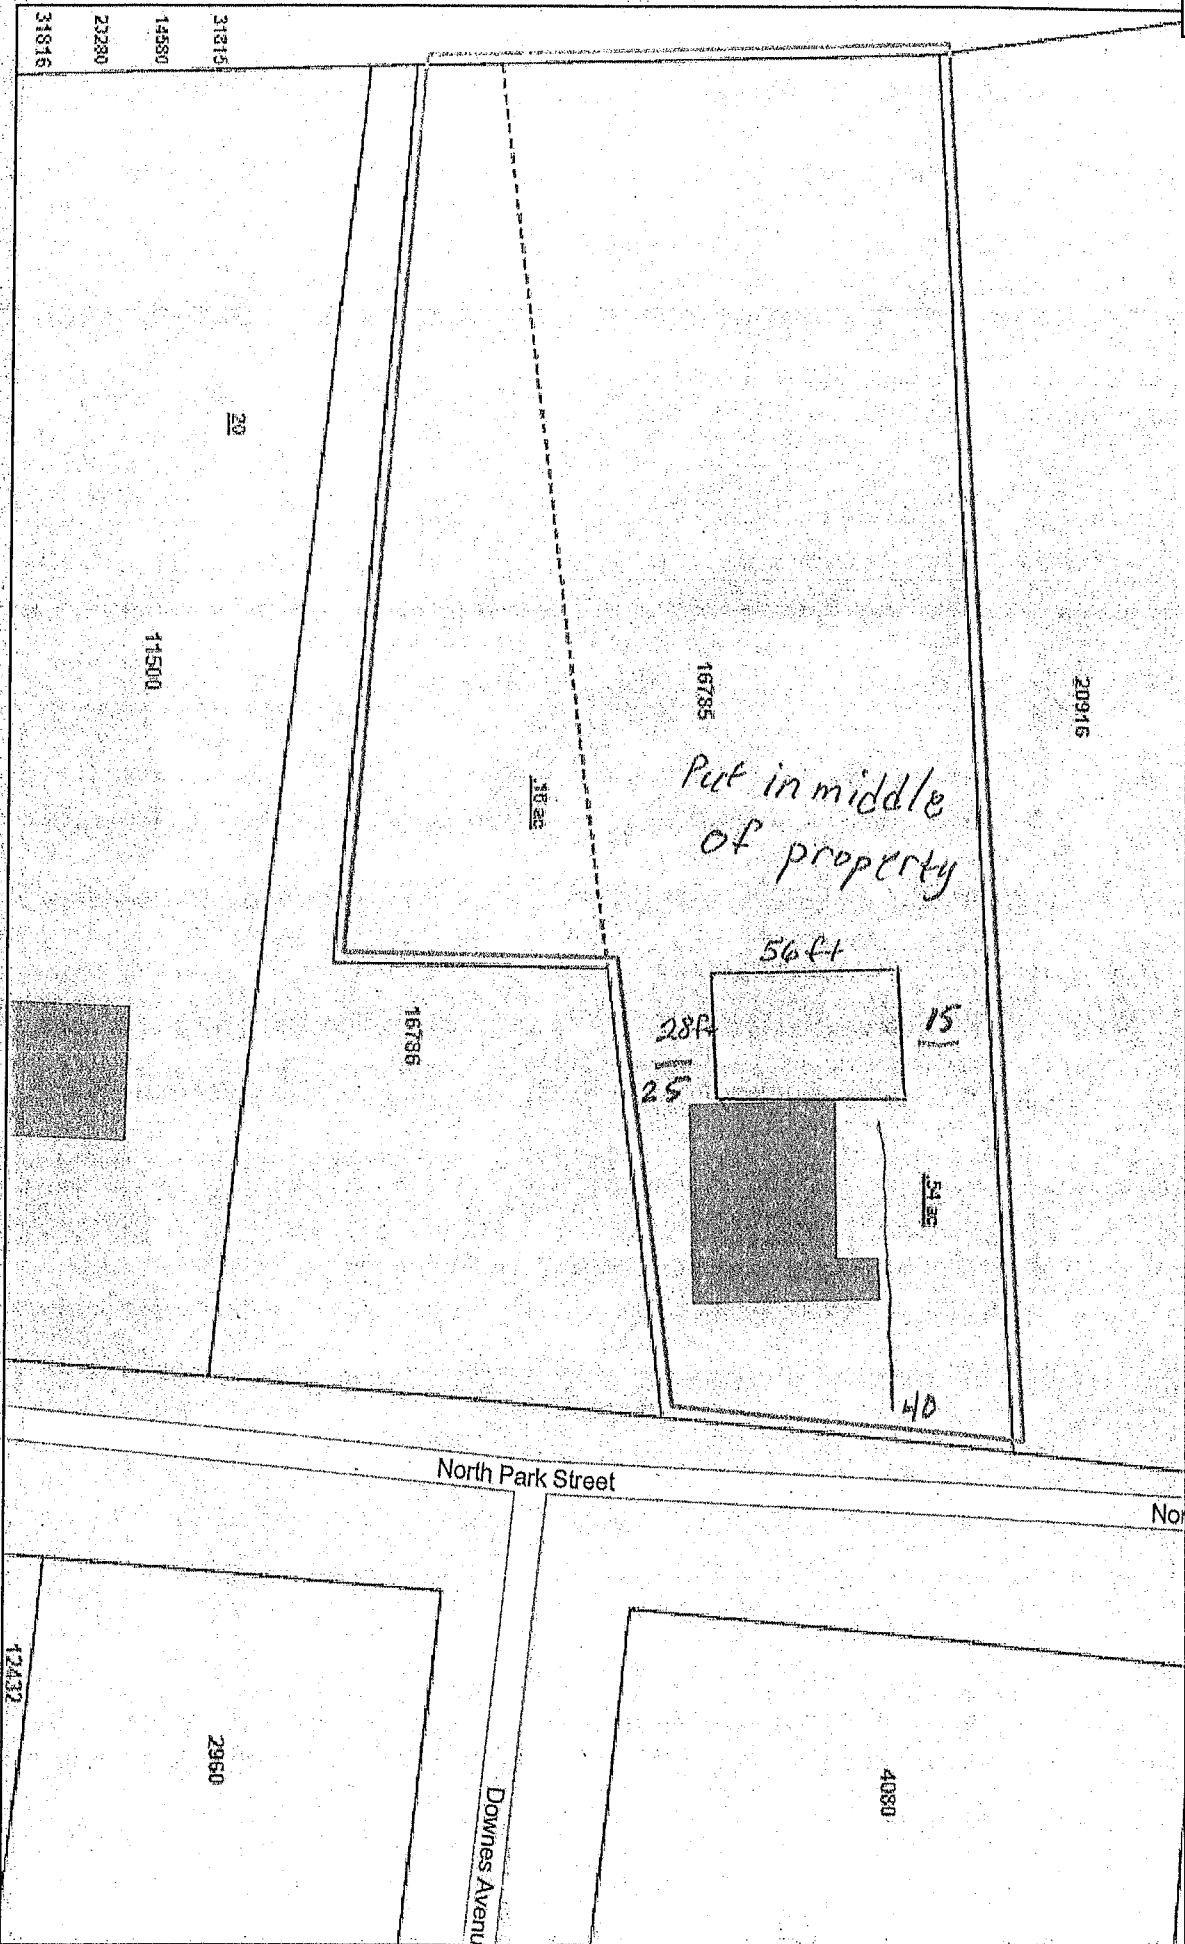 31816
23280
14580
31815
20
11500
16785
20916
Put in middle
of property
.16 ac
56 ft
28ft
25
15
16786
.54 ac
40
North Park Street
Nor
12432
2960
Downes Avenu
4080